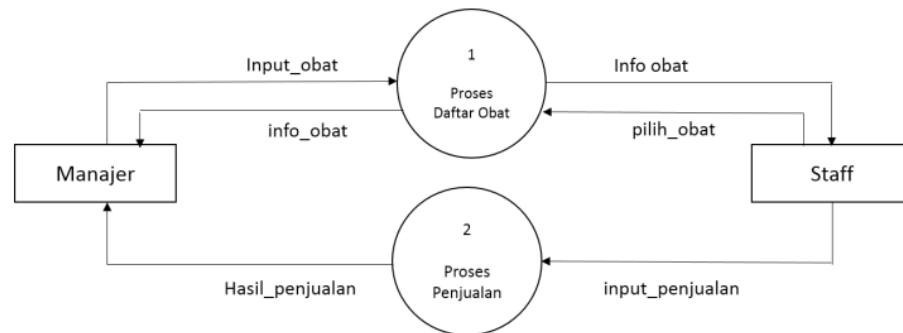 1
Input_obat
Info obat
Proses
Daftar Obat
info_obat
pilih_obat
Manajer
Staff
2
Proses
Penjualan
Hasil_penjualan
input_penjualan